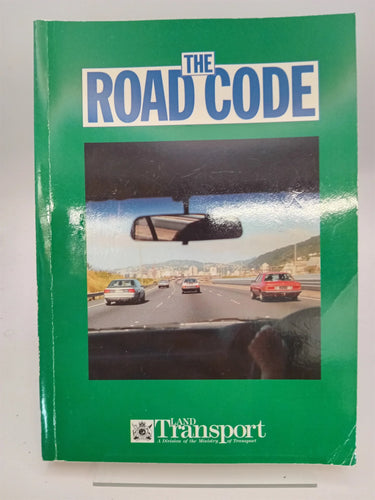 THE
ROAD CODE
LAND
Transport
A Division of the Ministry of Transport